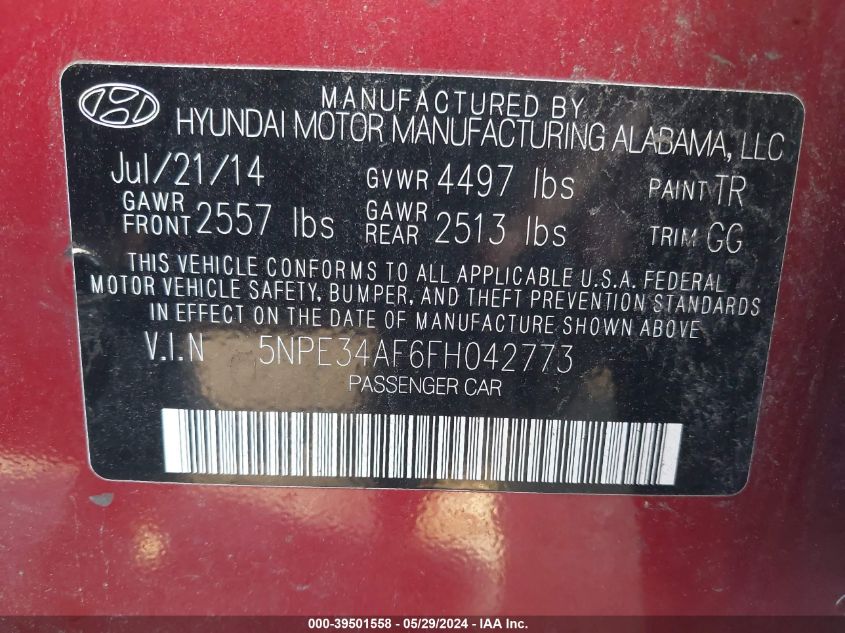 MANUFACTURED BY
HYUNDAI MOTOR MANUFACTURING ALABAMA, LLC
Jul/21/14 GVWR 4497 lbs PAINT TR
GAWR FRONT 2557 lbs GAWR REAR 2513 lbs TRIM GG
THIS VEHICLE CONFORMS TO ALL APPLICABLE U.S.A. FEDERAL
MOTOR VEHICLE SAFETY, BUMPER, AND THEFT PREVENTION STANDARDS
IN EFFECT ON THE DATE OF MANUFACTURE SHOWN ABOVE
V.I.N 5NPE34AF6FH042773
PASSENGER CAR
000-39501558 - 05/29/2024 - IAA Inc.